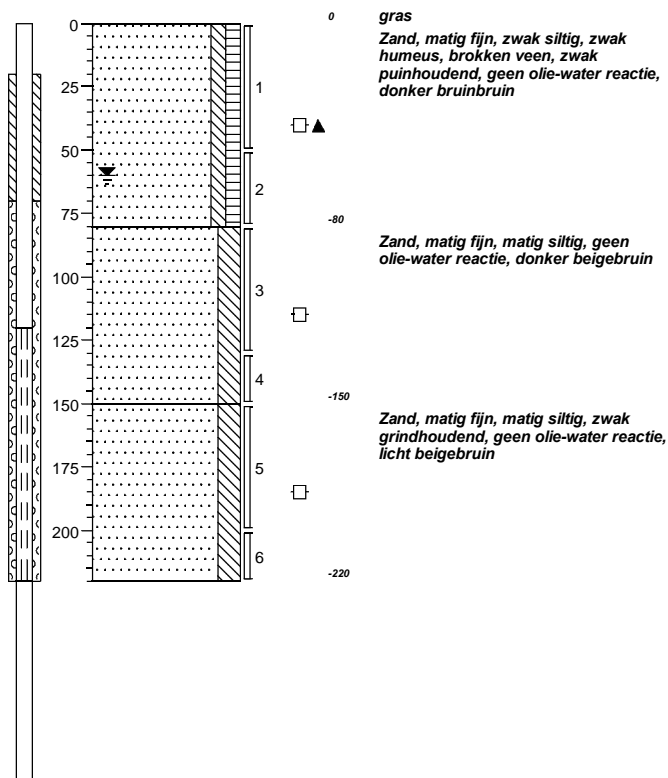 0
gras
Zand, matig fijn, zwak siltig, zwak
humeus, brokken veen, zwak
puinhoudend, geen olie-water reactie,
donker bruinbruin
0
25
50
75
100
125
150
175
200
1
2
3
4
5
6
-80
Zand, matig fijn, matig siltig, geen
olie-water reactie, donker beigebruin
-150
Zand, matig fijn, matig siltig, zwak
grindhoudend, geen olie-water reactie,
licht beigebruin
-220